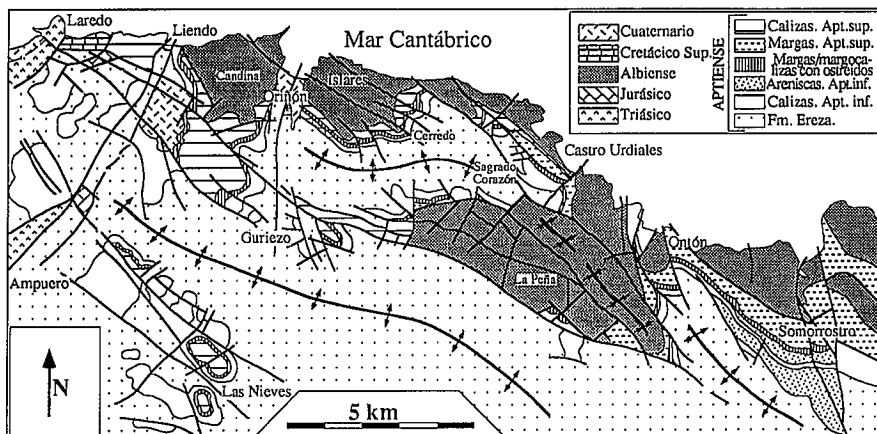 Laredo
Liendo
Mar Cantábrico
Candina
Islares
Oriñón
Cerredo
Sagrado
Corazón
Castro Urdiales
Guriezo
La Peña
Ontón
Somorrostro
Ampuero
Las Nieves
N
5 km
Cuaternario
Cretácico Sup.
Albiense
Jurásico
Triásico
APTIENSE
Calizas. Apt.sup.
Margas. Apt.sup.
Margas/margoca-
lizas con ostreidos
Areniscas. Apt.inf.
Calizas. Apt. inf.
Fm. Ereza.